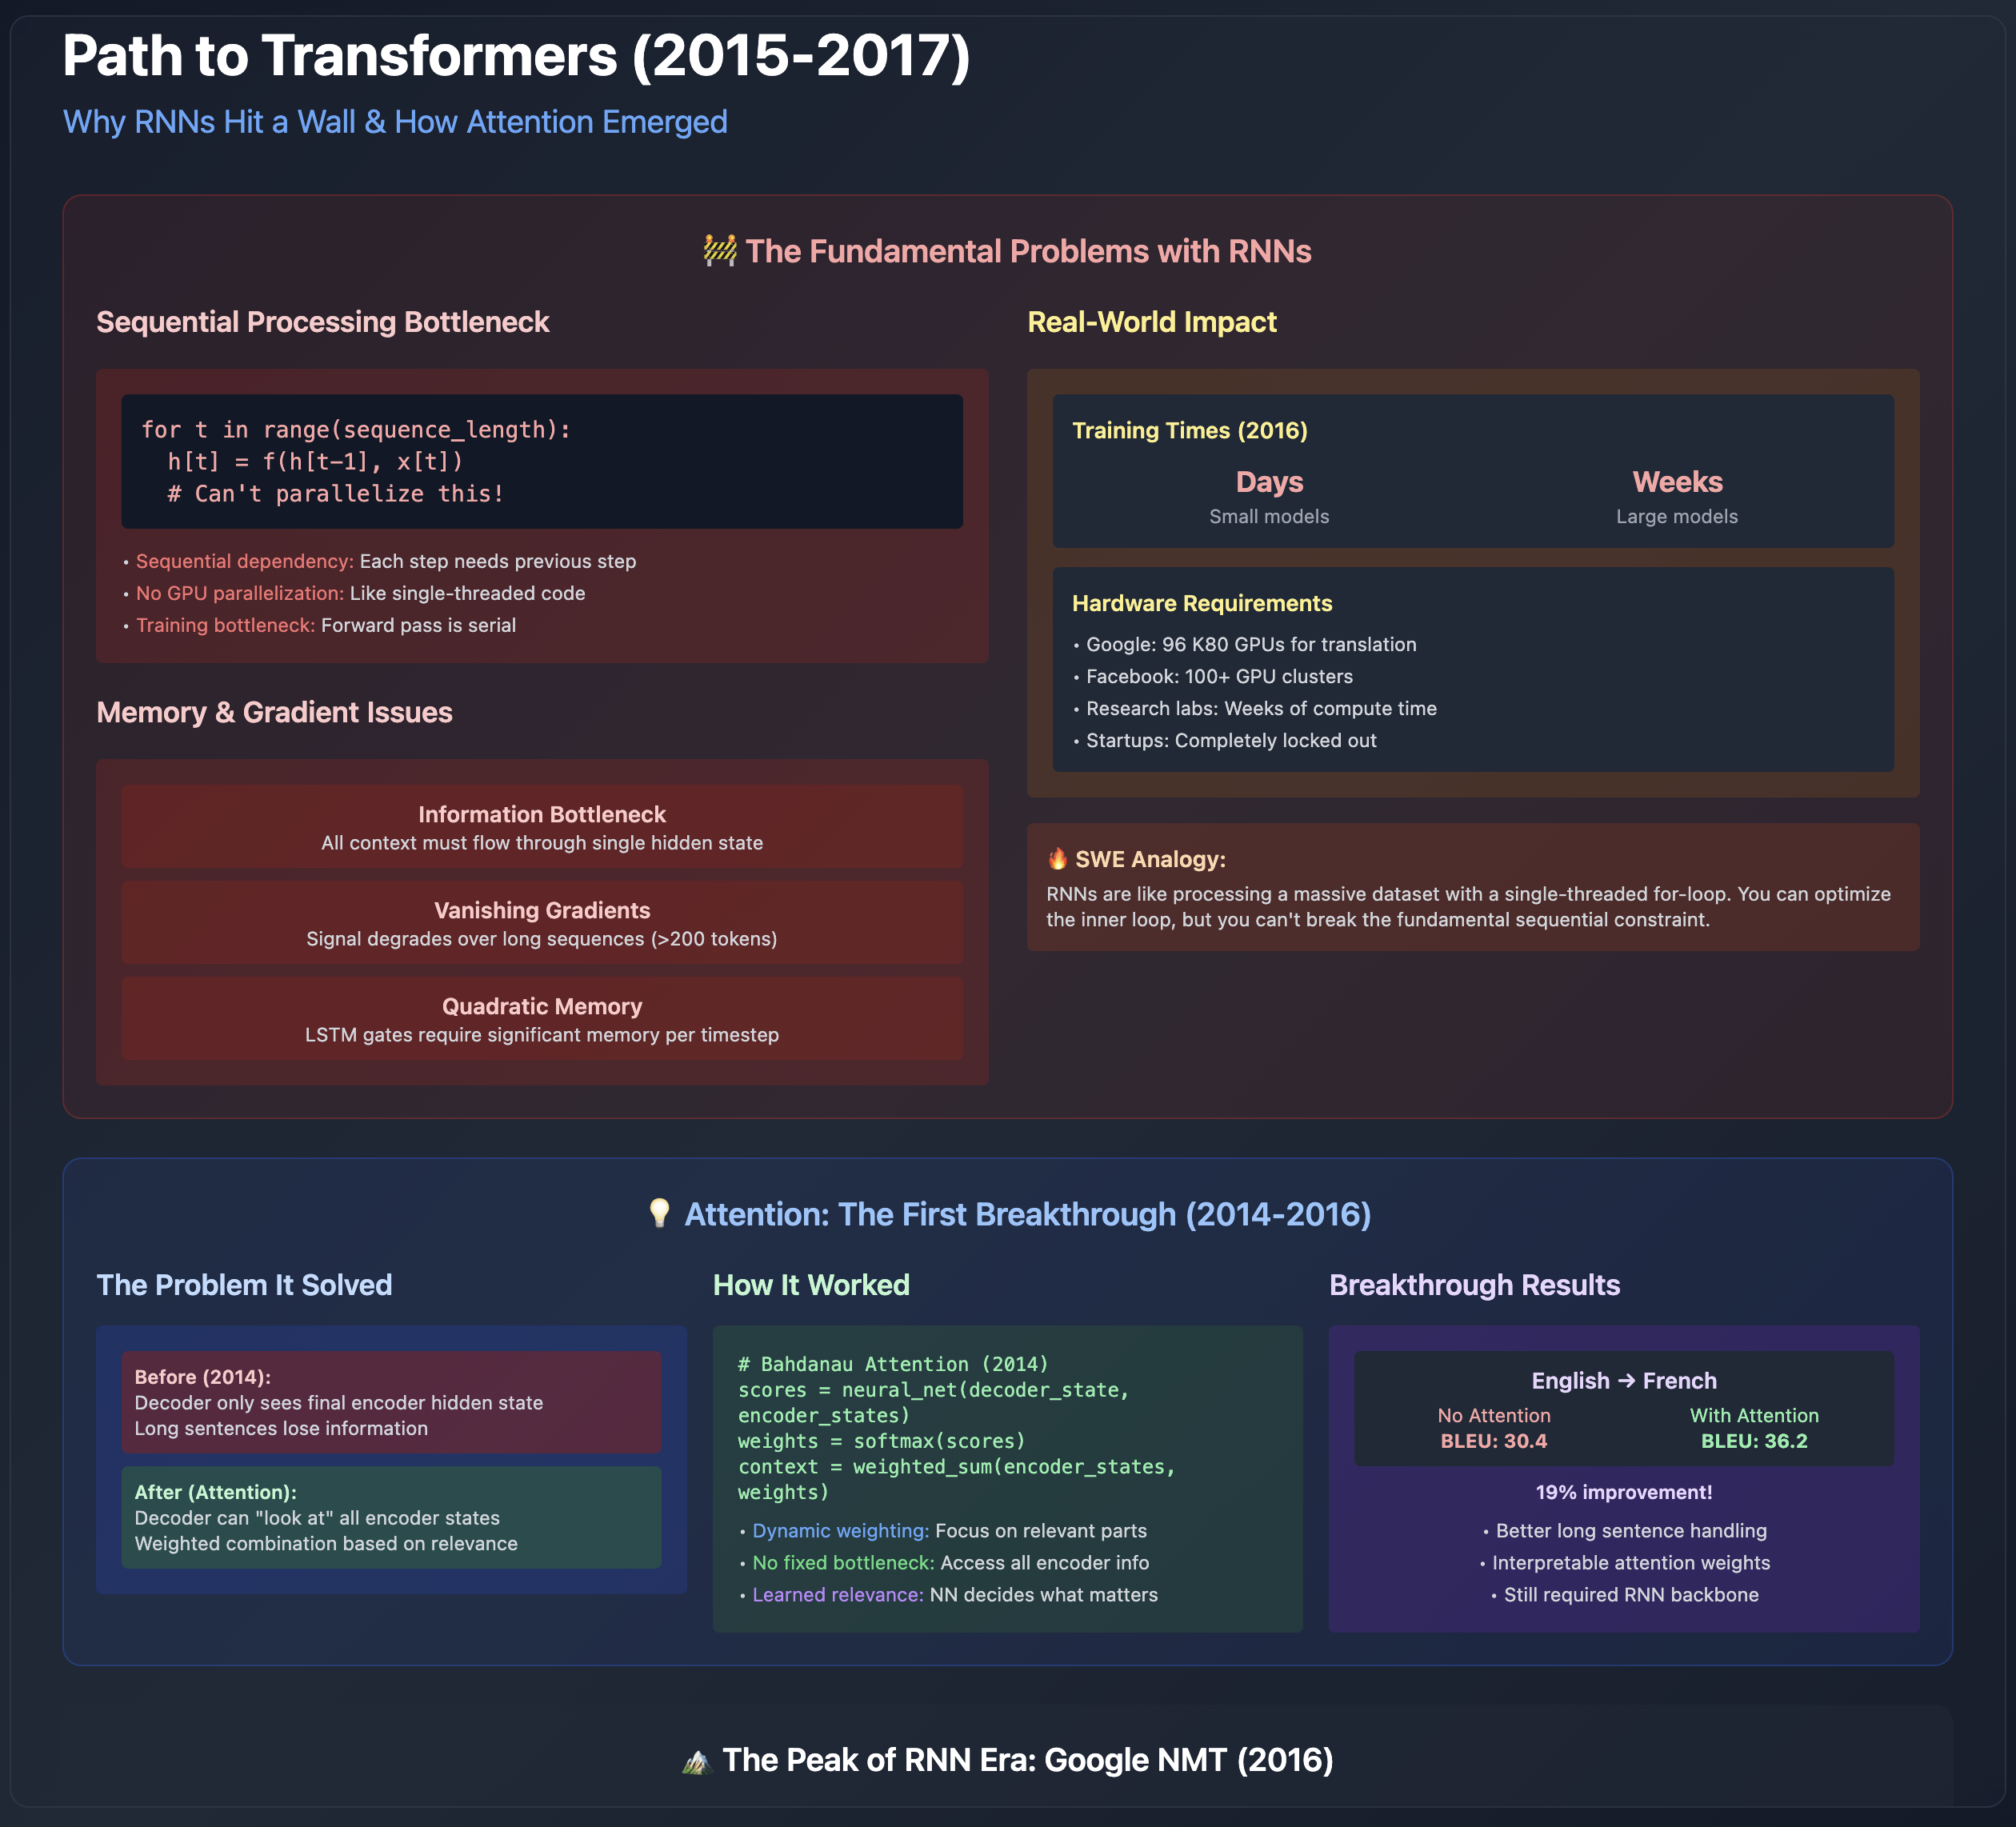 Path to Transformers (2015-2017)
Why RNNs Hit a Wall & How Attention Emerged
🚧 The Fundamental Problems with RNNs
Sequential Processing Bottleneck
for t in range(sequence_length):
  h[t] = f(h[t−1], x[t])
  # Can't parallelize this!
• Sequential dependency: Each step needs previous step
• No GPU parallelization: Like single-threaded code
• Training bottleneck: Forward pass is serial
Memory & Gradient Issues
Information Bottleneck
All context must flow through single hidden state
Vanishing Gradients
Signal degrades over long sequences (>200 tokens)
Quadratic Memory
LSTM gates require significant memory per timestep
Real-World Impact
Training Times (2016)
Days
Small models
Weeks
Large models
Hardware Requirements
• Google: 96 K80 GPUs for translation
• Facebook: 100+ GPU clusters
• Research labs: Weeks of compute time
• Startups: Completely locked out
🔥 SWE Analogy:
RNNs are like processing a massive dataset with a single-threaded for-loop. You can optimize
the inner loop, but you can't break the fundamental sequential constraint.
💡 Attention: The First Breakthrough (2014-2016)
The Problem It Solved
Before (2014):
Decoder only sees final encoder hidden state
Long sentences lose information
After (Attention):
Decoder can "look at" all encoder states
Weighted combination based on relevance
How It Worked
# Bahdanau Attention (2014)
scores = neural_net(decoder_state,
encoder_states)
weights = softmax(scores)
context = weighted_sum(encoder_states,
weights)
• Dynamic weighting: Focus on relevant parts
• No fixed bottleneck: Access all encoder info
• Learned relevance: NN decides what matters
Breakthrough Results
English → French
No Attention
BLEU: 30.4
With Attention
BLEU: 36.2
19% improvement!
• Better long sentence handling
• Interpretable attention weights
• Still required RNN backbone
🏔️ The Peak of RNN Era: Google NMT (2016)